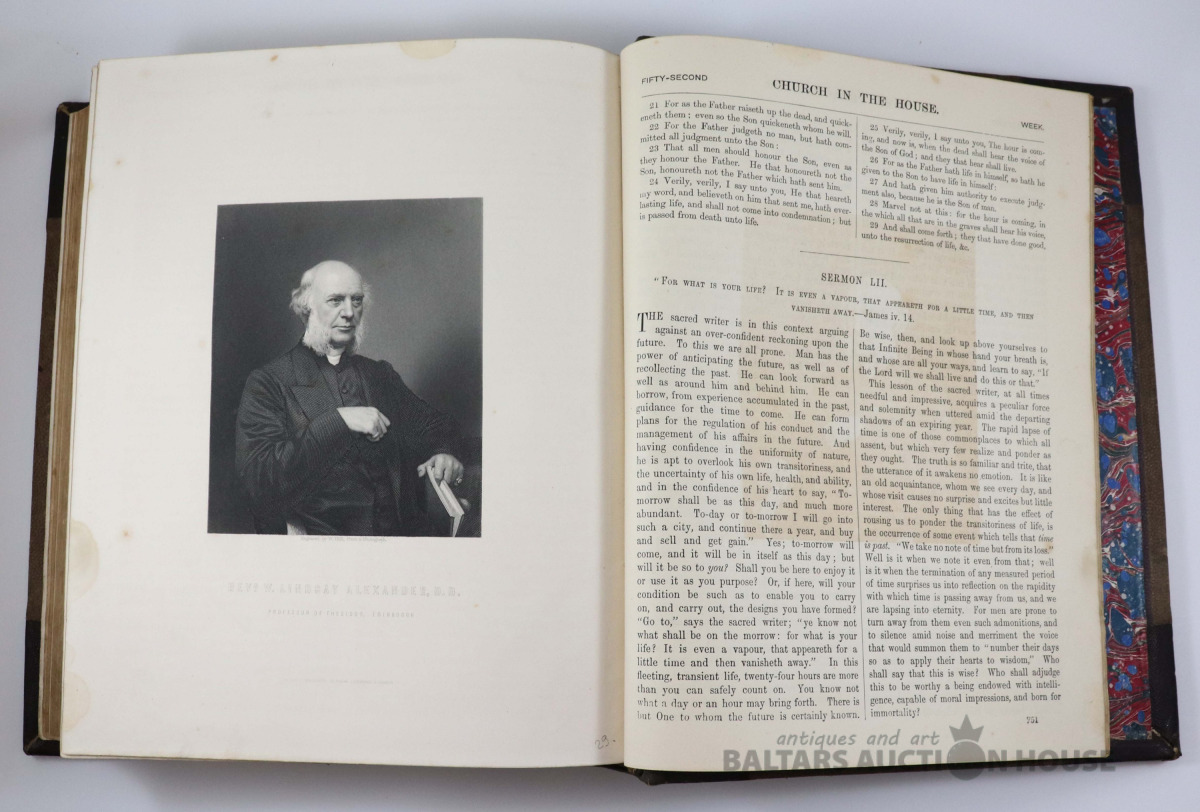 REVD W. LINDSAY ALEXANDER, D.D.
PROFESSOR OF THEOLOGY, EDINBURGH
29-
FIFTY-SECOND
CHURCH IN THE HOUSE.
WEEK.
21 For as the Father raiseth up the dead, and quick-
eneth them; even so the Son quickeneth whom he will.
22 For the Father judgeth no man, but hath com-
mitted all judgment unto the Son:
23 That all men should honour the Son, even as
they honour the Father. He that honoureth not the
Son, honoureth not the Father which hath sent him.
24 Verily, verily, I say unto you, He that heareth
my word, and believeth on him that sent me, hath ever-
lasting life, and shall not come into condemnation; but
is passed from death unto life.
25 Verily, verily, I say unto you, The hour is com-
ing, and now is, when the dead shall hear the voice of
the Son of God; and they that hear shall live.
26 For as the Father hath life in himself, so hath he
given to the Son to have life in himself:
27 And hath given him authority to execute judg-
ment also, because he is the Son of man.
28 Marvel not at this: for the hour is coming, in
the which all that are in the graves shall hear his voice,
29 And shall come forth; they that have done good,
unto the resurrection of life, &c.
SERMON LII.
"FOR WHAT IS YOUR LIFE? IT IS EVEN A VAPOUR, THAT APPEARETH FOR A LITTLE TIME, AND THEN
VANISHETH AWAY.—James iv. 14.
THE sacred writer is in this context arguing
against an over-confident reckoning upon the
future. To this we are all prone. Man has the
power of anticipating the future, as well as of
recollecting the past. He can look forward as
well as around him and behind him. He can
borrow, from experience accumulated in the past,
guidance for the time to come. He can form
plans for the regulation of his conduct and the
management of his affairs in the future. And
having confidence in the uniformity of nature,
he is apt to overlook his own transitoriness, and
the uncertainty of his own life, health, and ability,
and in the confidence of his heart to say, "To-
morrow shall be as this day, and much more
abundant. To-day or to-morrow I will go into
such a city, and continue there a year, and buy
and sell and get gain." Yes; to-morrow will
come, and it will be in itself as this day; but
will it be so to you? Shall you be here to enjoy it
or use it as you purpose? Or, if here, will your
condition be such as to enable you to carry
on, and carry out, the designs you have formed?
"Go to," says the sacred writer; "ye know not
what shall be on the morrow: for what is your
life? It is even a vapour, that appeareth for a
little time and then vanisheth away." In this
fleeting, transient life, twenty-four hours are more
than you can safely count on. You know not
what a day or an hour may bring forth. There is
but One to whom the future is certainly known.
Be wise, then, and look up above yourselves to
that Infinite Being in whose hand your breath is,
and whose are all your ways, and learn to say, "If
the Lord will we shall live and do this or that."
This lesson of the sacred writer, at all times
needful and impressive, acquires a peculiar force
and solemnity when uttered amid the departing
shadows of an expiring year. The rapid lapse of
time is one of those commonplaces to which all
assent, but which very few realize and ponder as
they ought. The truth is so familiar and trite, that
the utterance of it awakens no emotion. It is like
an old acquaintance, whom we see every day, and
whose visit causes no surprise and excites but little
interest. The only thing that has the effect of
rousing us to ponder the transitoriness of life, is
the occurrence of some event which tells that time
is past. "We take no note of time but from its loss."
Well is it when we note it even from that; well
is it when the termination of any measured period
of time surprises us into reflection on the rapidity
with which time is passing away from us, and we
are lapsing into eternity. For men are prone to
turn away from them even such admonitions, and
to silence amid noise and merriment the voice
that would summon them to "number their days
so as to apply their hearts to wisdom," Who
shall say that this is wise? Who shall adjudge
this to be worthy a being endowed with intelli-
gence, capable of moral impressions, and born for
immortality?
751
antiques and art
BALTARS AUCTION HOUSE